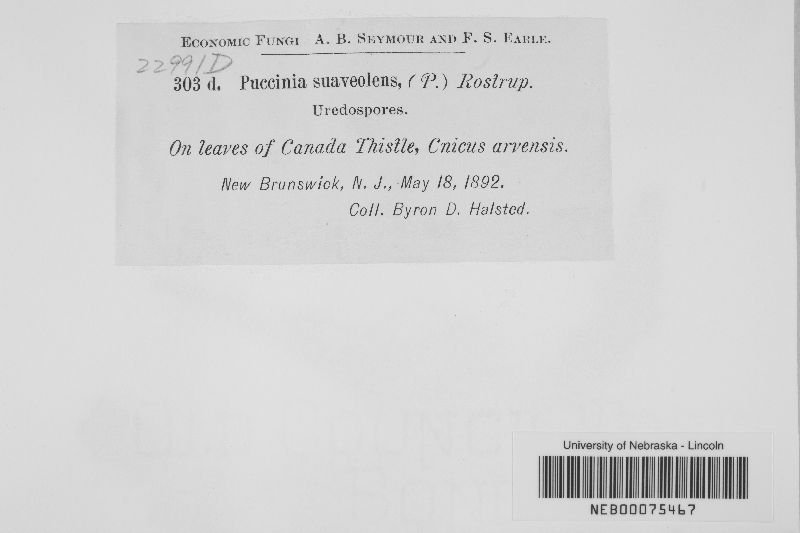 ECONOMIC FUNGI A. B. SEYMOUR AND F. S. EARLE.
22991D
303 d. Puccinia suaveolens, (P.) Rostrup.
Uredospores.
On leaves of Canada Thistle, Cnicus arvensis.
New Brunswick, N. J., May 18, 1892.
Coll. Byron D. Halsted.
University of Nebraska - Lincoln
NEB00075467